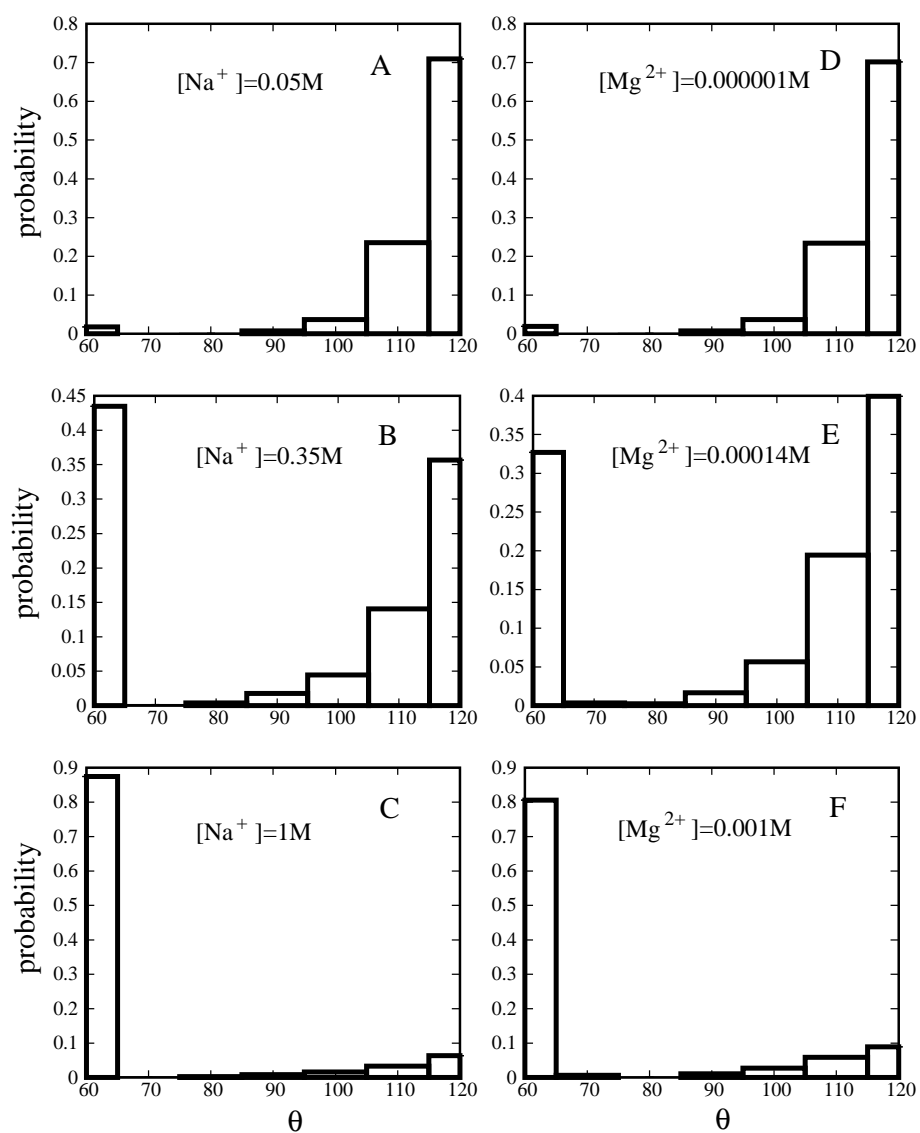 0.8
0.7
0.6
0.5
0.4
0.3
0.2
0.1
0
60 70 80 90 100 110 120
probability
[Na+]=0.05M
A
0.8
0.7
0.6
0.5
0.4
0.3
0.2
0.1
0
60 70 80 90 100 110 120
[Mg2+]=0.000001M
D
0.45
0.4
0.35
0.3
0.25
0.2
0.15
0.1
0.05
0
60 70 80 90 100 110 120
probability
[Na+]=0.35M
B
0.4
0.35
0.3
0.25
0.2
0.15
0.1
0.05
0
60 70 80 90 100 110 120
[Mg2+]=0.00014M
E
0.9
0.8
0.7
0.6
0.5
0.4
0.3
0.2
0.1
0
60 70 80 90 100 110 120
probability
[Na+]=1M
C
θ
0.9
0.8
0.7
0.6
0.5
0.4
0.3
0.2
0.1
0
60 70 80 90 100 110 120
[Mg2+]=0.001M
F
θ